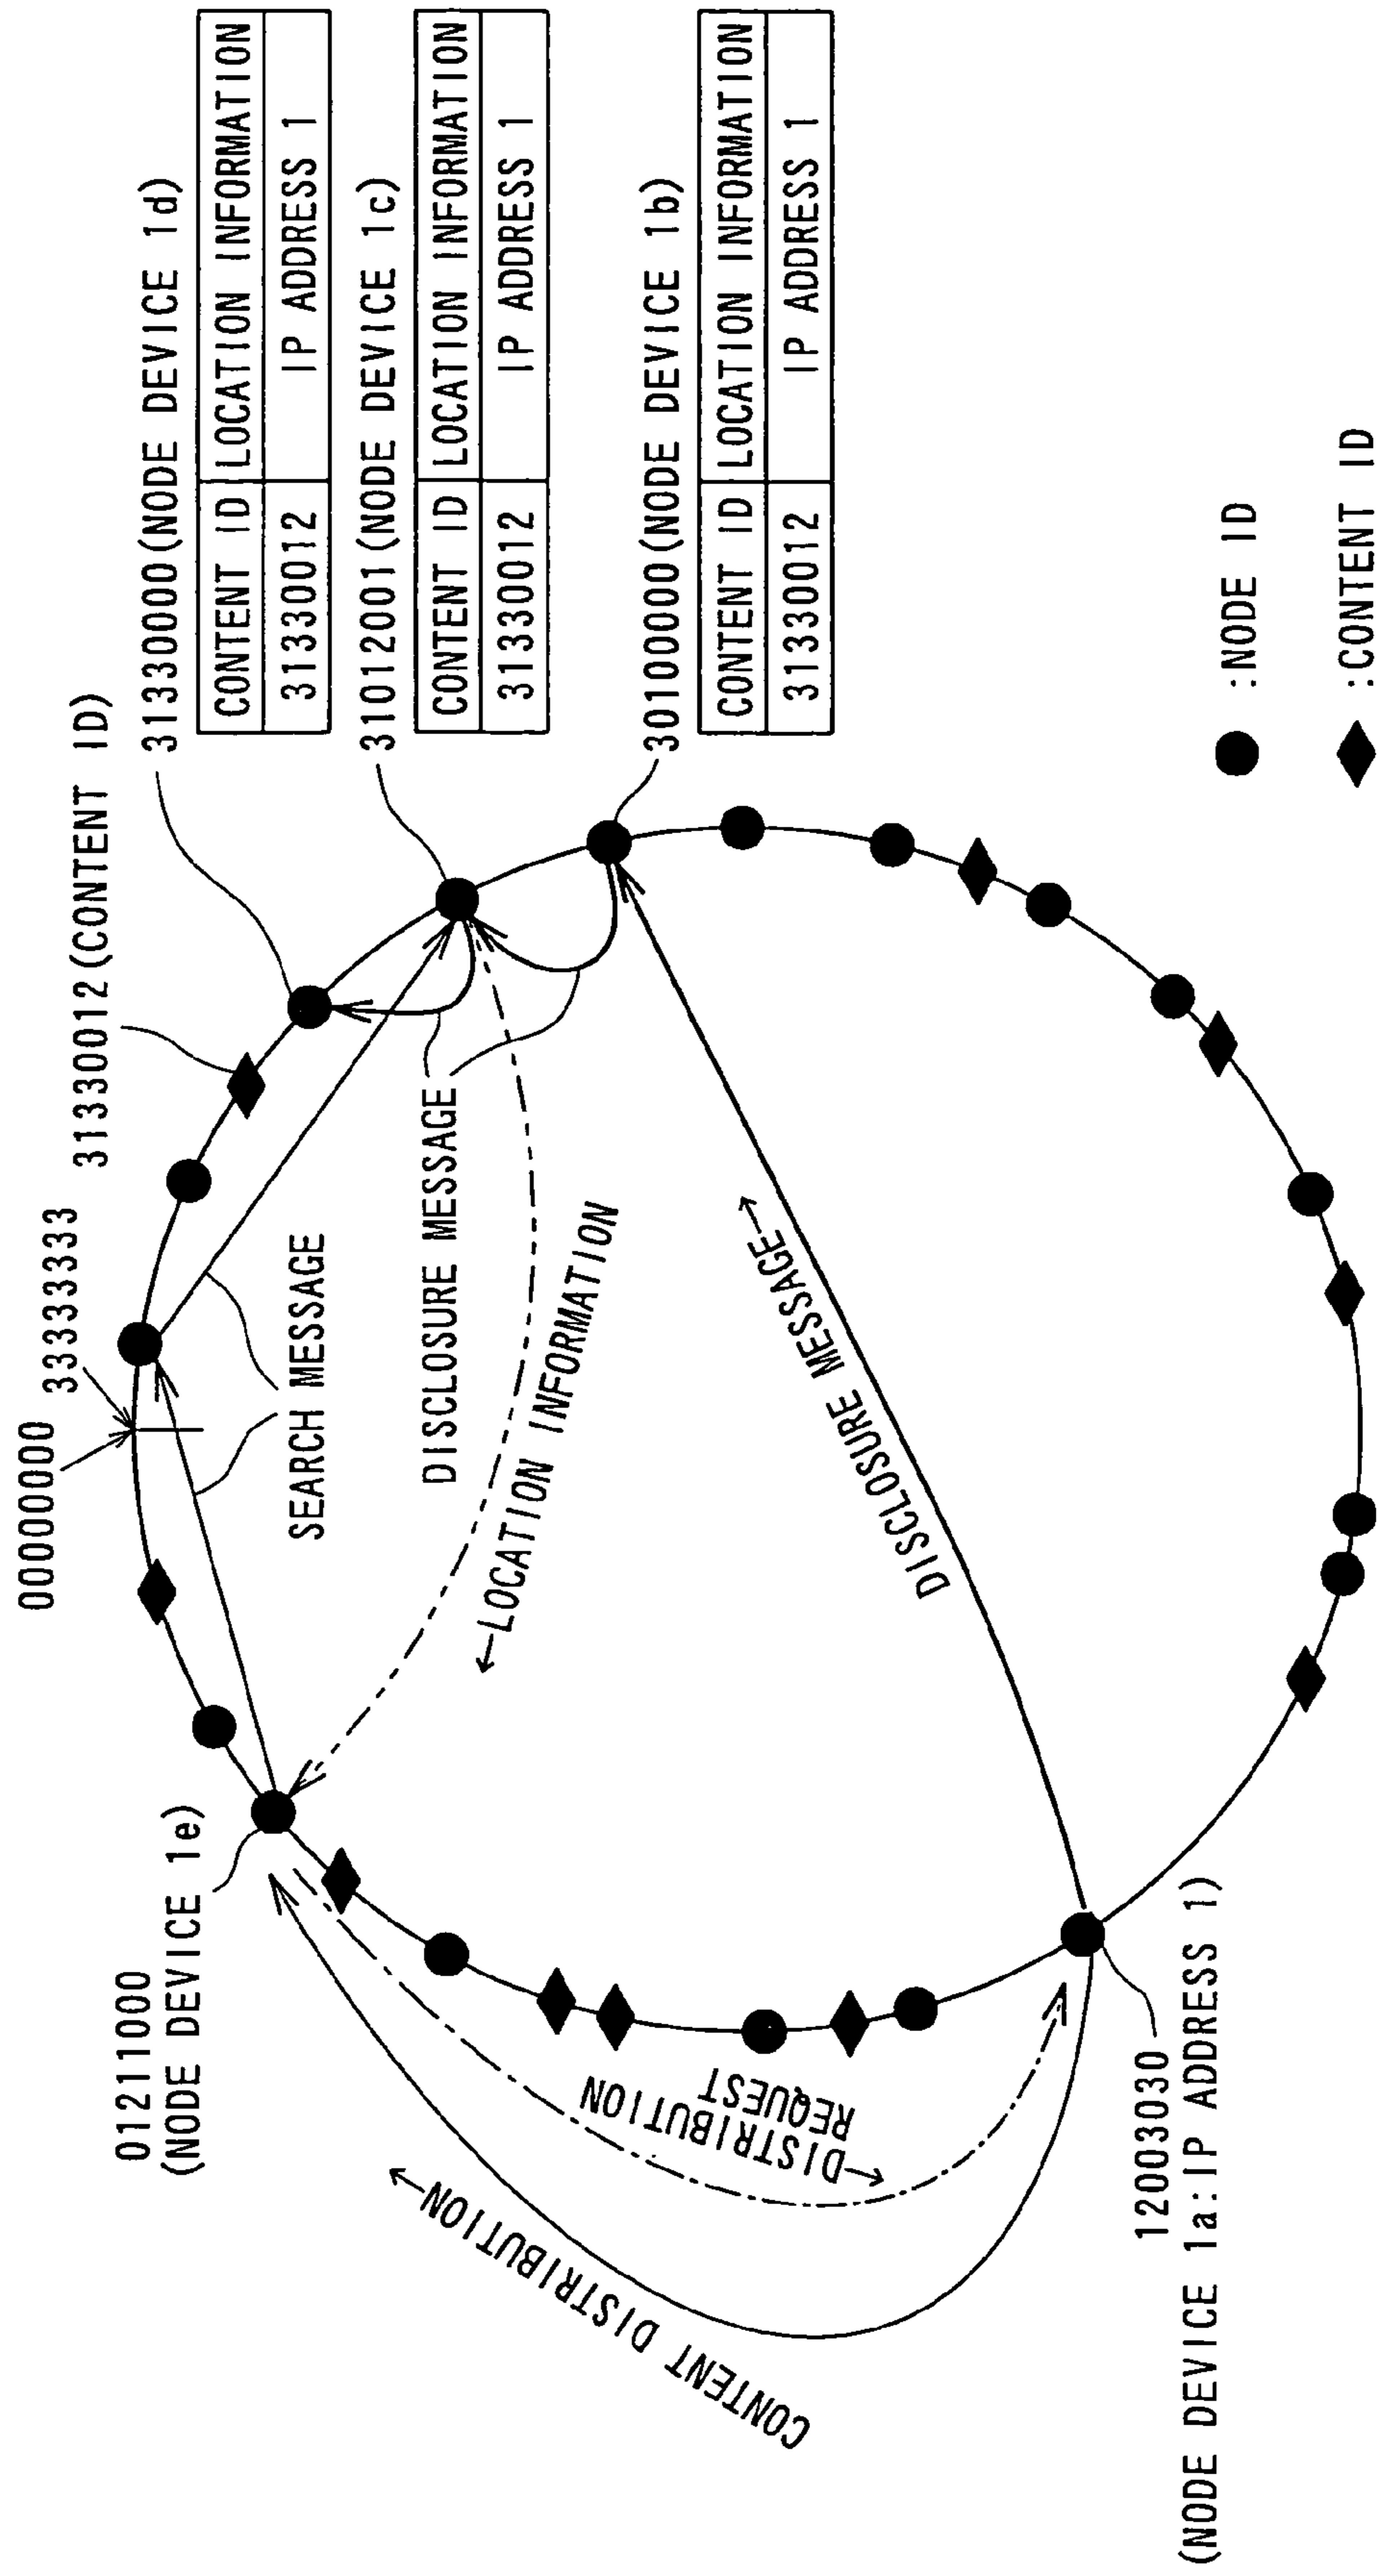 00000000
33333333
31330012(CONTENT ID)
31330000(NODE DEVICE 1d)
CONTENT ID LOCATION INFORMATION
31330012 IP ADDRESS 1
31012001(NODE DEVICE 1c)
CONTENT ID LOCATION INFORMATION
31330012 IP ADDRESS 1
30100000(NODE DEVICE 1b)
CONTENT ID LOCATION INFORMATION
31330012 IP ADDRESS 1
01211000
(NODE DEVICE 1e)
SEARCH MESSAGE
DISCLOSURE MESSAGE
←LOCATION INFORMATION
DISCLOSURE MESSAGE→
CONTENT DISTRIBUTION→
←DISTRIBUTION
REQUEST
12003030
(NODE DEVICE 1a:IP ADDRESS 1)
:NODE ID
:CONTENT ID